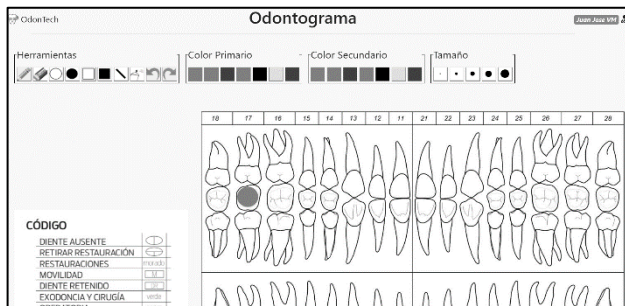 OdonTech
Odontograma
Juan Jose VM
Herramientas
Color Primario
Color Secundario
Tamaño
18 17 16 15 14 13 12 11 21 22 23 24 25 26 27 28
CÓDIGO
DIENTE AUSENTE
RETIRAR RESTAURACIÓN
RESTAURACIONES morado
MOVILIDAD M
DIENTE RETENIDO
EXODONCIA Y CIRUGÍA verde